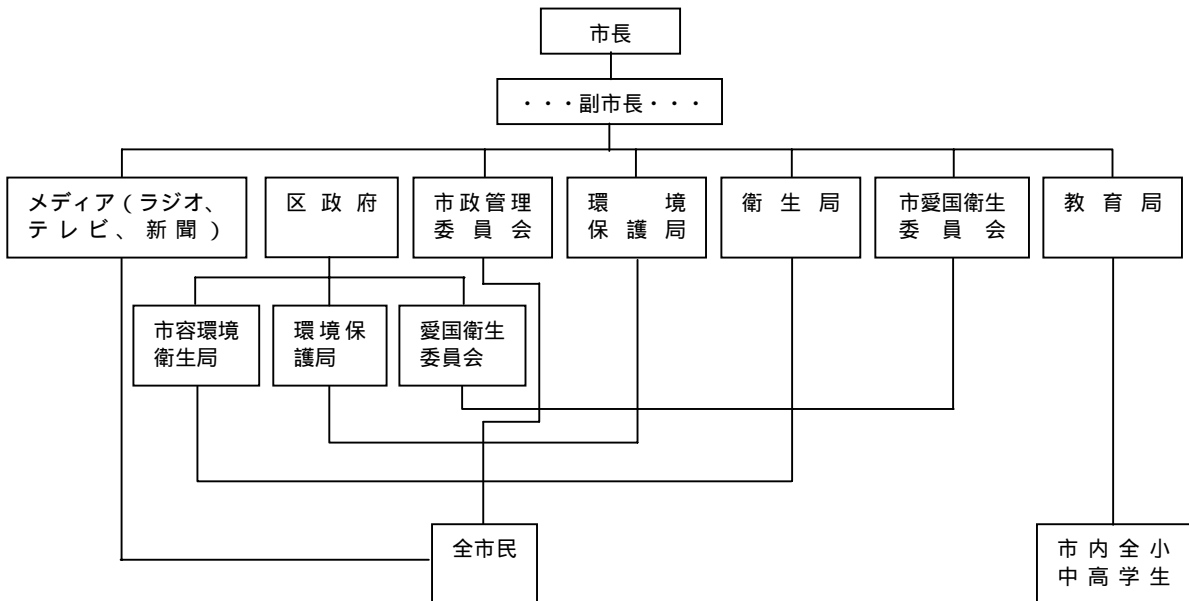 市長
・・・副市長・・・
メディア（ラジオ、
テレビ、新聞）
区政府
市政管理
委員会
環境
保護局
衛生局
市愛国衛生
委員会
教育局
市容環境
衛生局
環境保
護局
愛国衛生
委員会
全市民
市内全小
中高学生